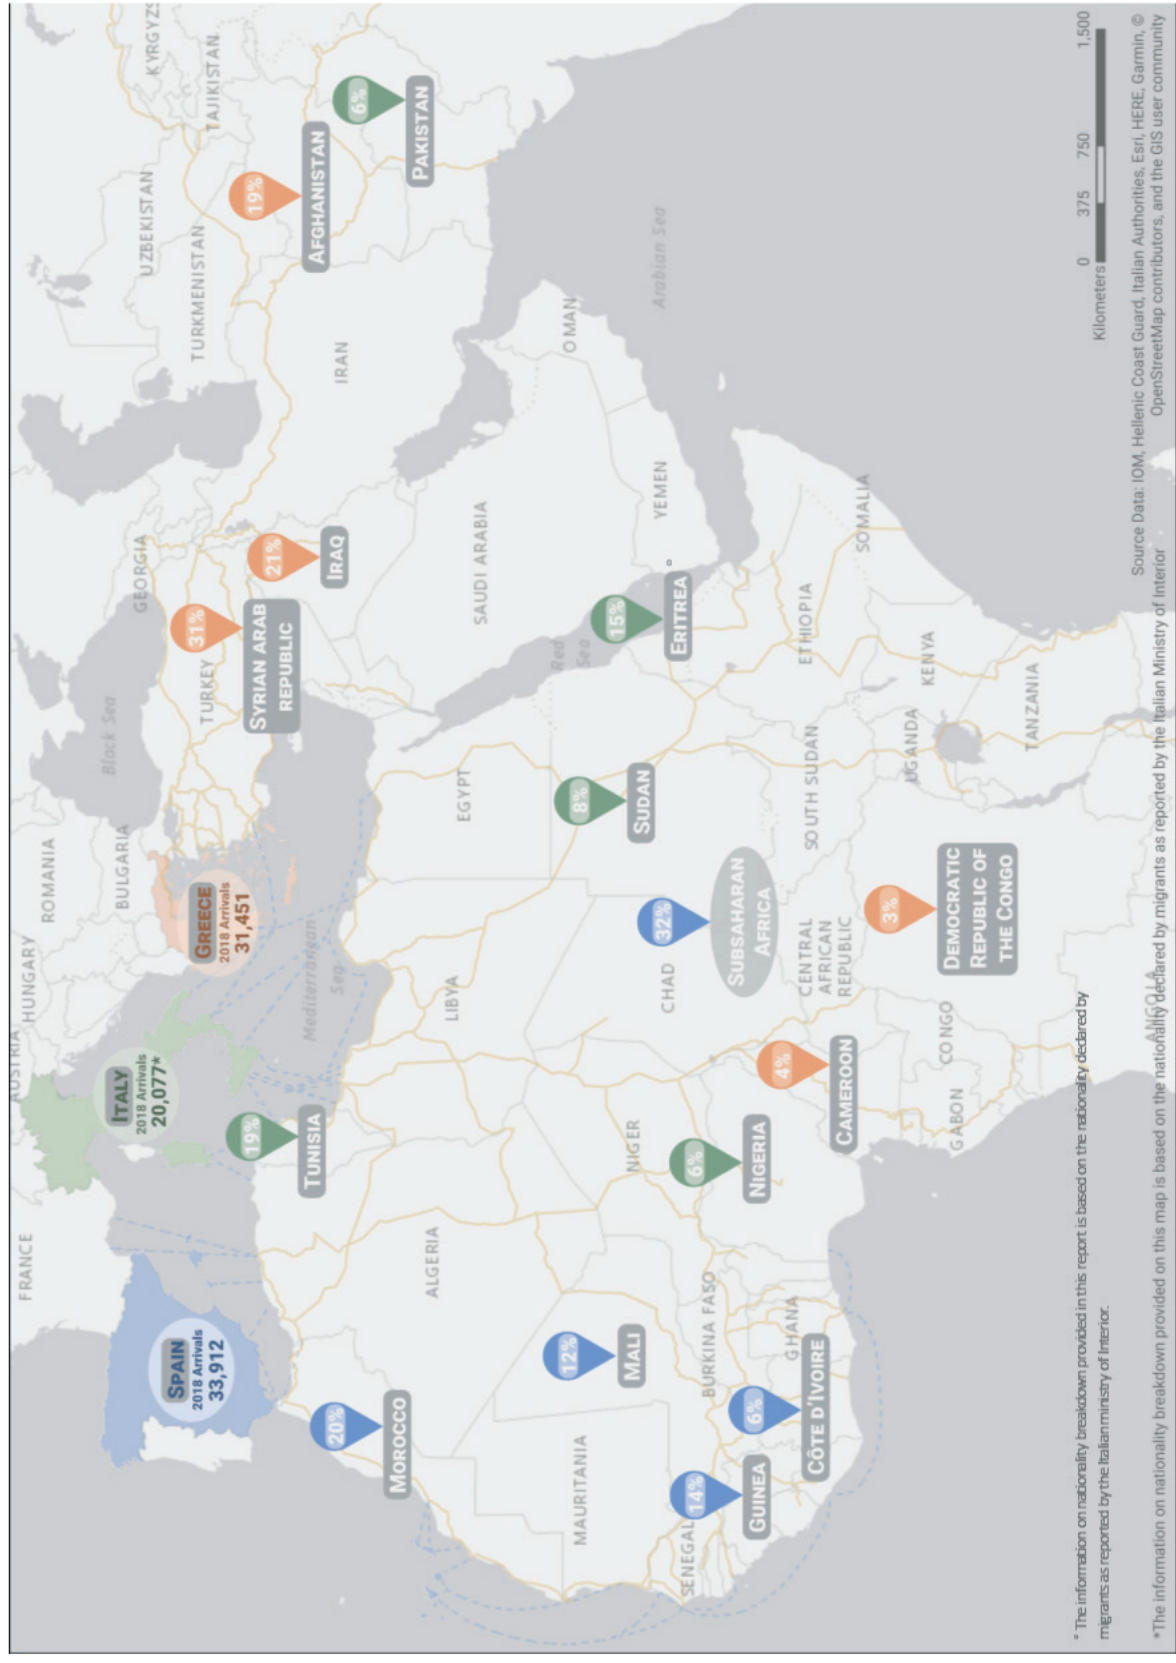 FRANCE
AUSTRIA
HUNGARY
ROMANIA
BULGARIA
Black Sea
GEORGIA
UZBEKISTAN
KYRGYZS
TAJIKISTAN
TURKMENISTAN
SPAIN
2018 Arrivals
33,912
ITALY
2018 Arrivals
20,077*
GREECE
2018 Arrivals
31,451
TURKEY
31%
SYRIAN ARAB
REPUBLIC
21%
IRAQ
IRAN
19%
AFGHANISTAN
6%
PAKISTAN
19%
TUNISIA
Mediterranean
Sea
20%
MOROCCO
ALGERIA
LIBYA
EGYPT
SAUDI ARABIA
OMAN
Arabian Sea
Red
Sea
15%
ERITREA °
YEMEN
MAURITANIA
12%
MALI
NIGER
CHAD
32%
SUBSAHARAN
AFRICA
8%
SUDAN
SENEGAL
14%
GUINEA
BURKINA FASO
6%
CÔTE D'IVOIRE
GHANA
6%
NIGERIA
4%
CAMEROON
CENTRAL
AFRICAN
REPUBLIC
SOUTH SUDAN
ETHIOPIA
SOMALIA
GABON
CONGO
3%
DEMOCRATIC
REPUBLIC OF
THE CONGO
UGANDA
KENYA
TANZANIA
ANGOLA
0 375 750 1,500
Kilometers
° The information on nationality breakdown provided in this report is based on the nationality declared by
migrants as reported by the Italian ministry of Interior.
Source Data: IOM, Hellenic Coast Guard, Italian Authorities, Esri, HERE, Garmin, ©
OpenStreetMap contributors, and the GIS user community
*The information on nationality breakdown provided on this map is based on the nationality declared by migrants as reported by the Italian Ministry of Interior